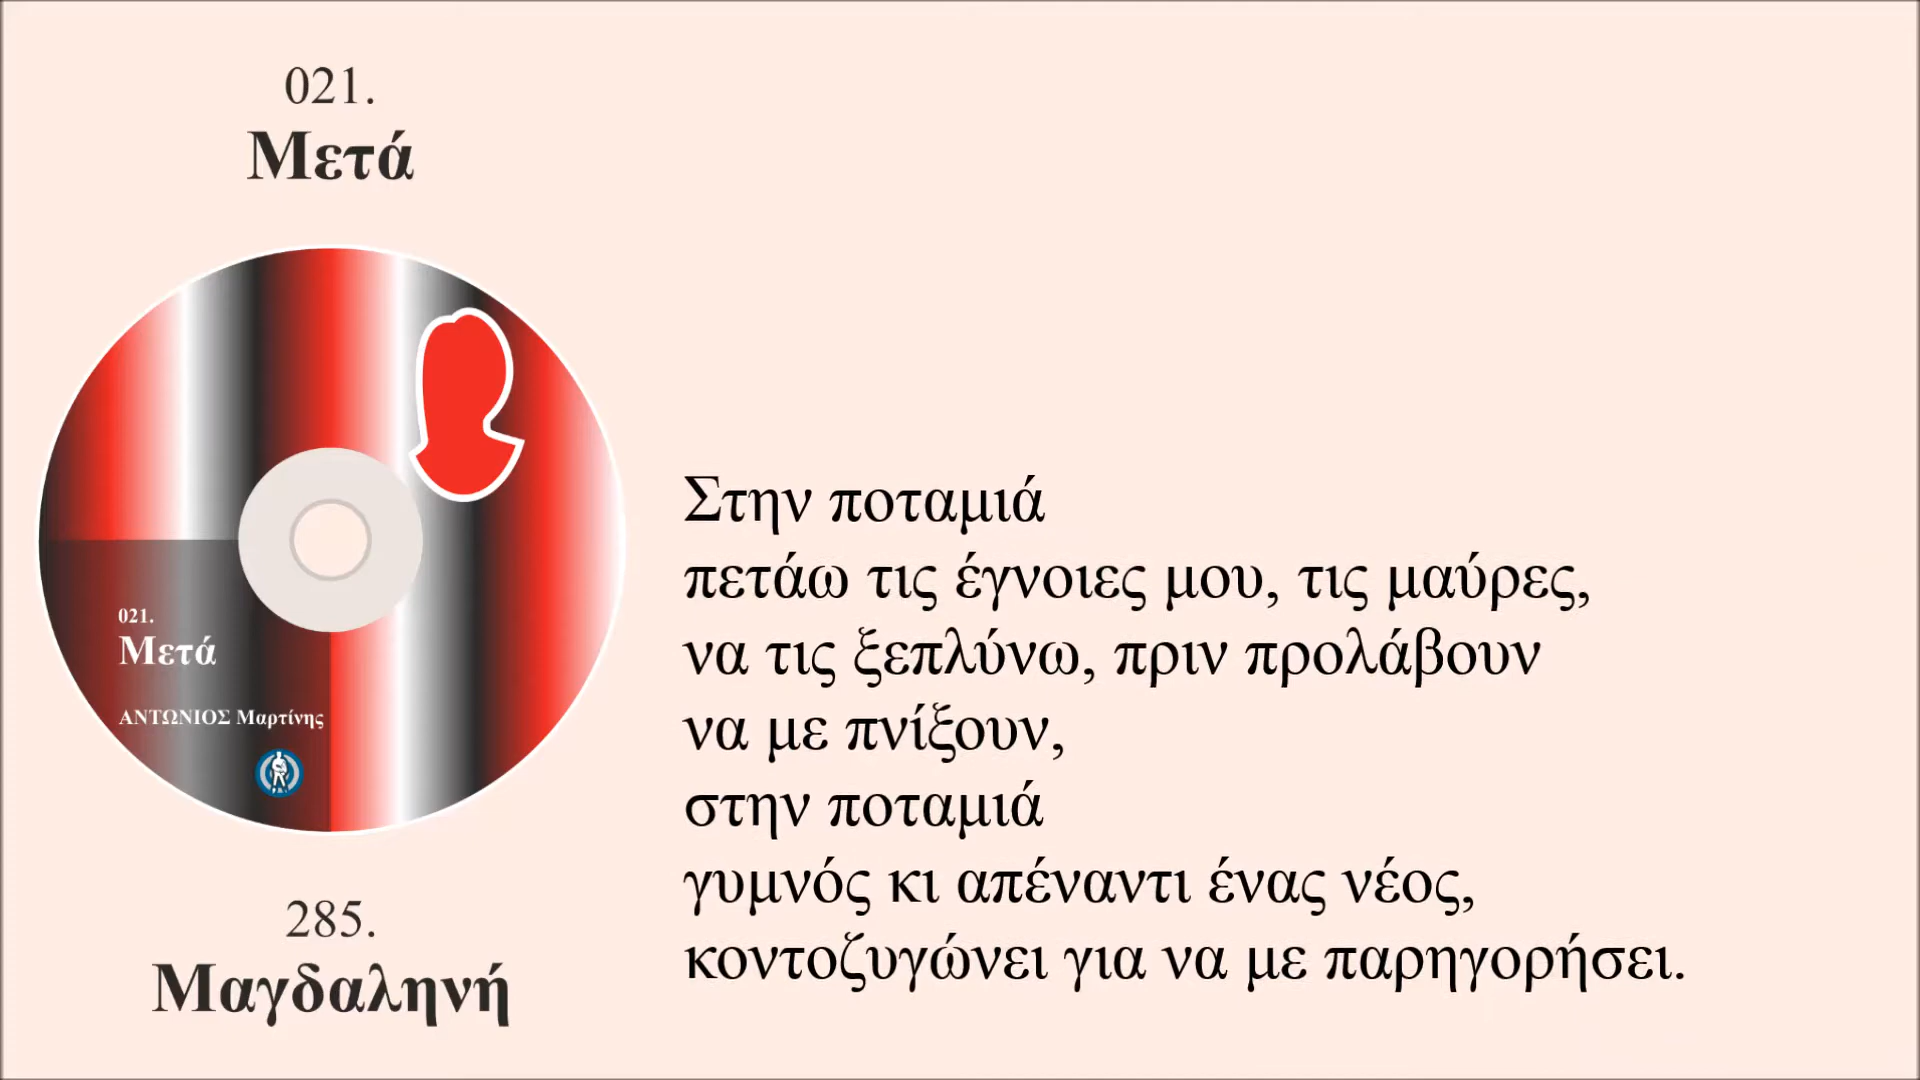 021.
Μετά
021.
Μετά
ΑΝΤΩΝΙΟΣ Μαρτίνης
285.
Μαγδαληνή
Στην ποταμιά
πετάω τις έγνοιες μου, τις μαύρες,
να τις ξεπλύνω, πριν προλάβουν
να με πνίξουν,
στην ποταμιά
γυμνός κι απέναντι ένας νέος,
κοντοζυγώνει για να με παρηγορήσει.